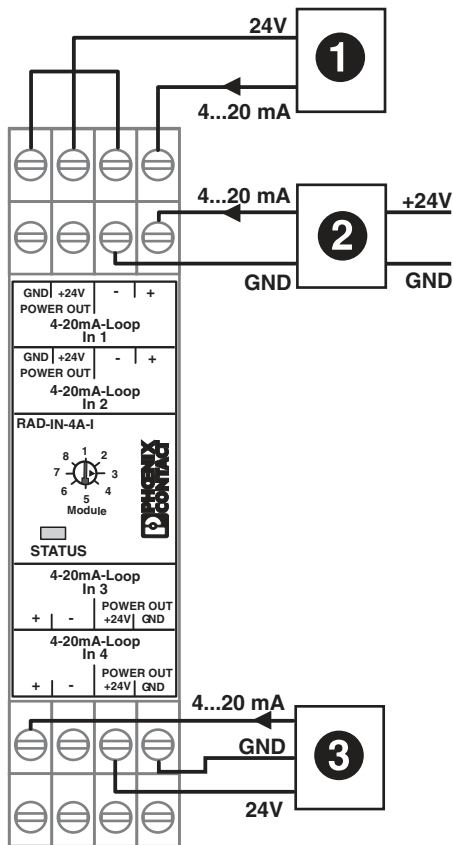 24V
1
4...20 mA
4...20 mA
+24V
2
GND
GND
GND +24V - +
POWER OUT
4-20mA-Loop
In 1
GND +24V - +
POWER OUT
4-20mA-Loop
In 2
RAD-IN-4A-I
1
8 2
7 3
6 4
5
Module
PHOENIX
CONTACT
STATUS
4-20mA-Loop
In 3
POWER OUT
+ - +24V GND
4-20mA-Loop
In 4
POWER OUT
+ - +24V GND
4...20 mA
GND
3
24V